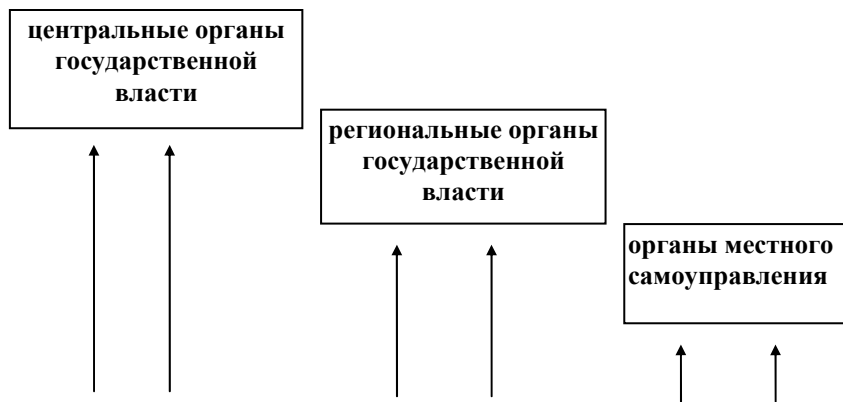 центральные органы
государственной
власти
региональные органы
государственной
власти
органы местного
самоуправления